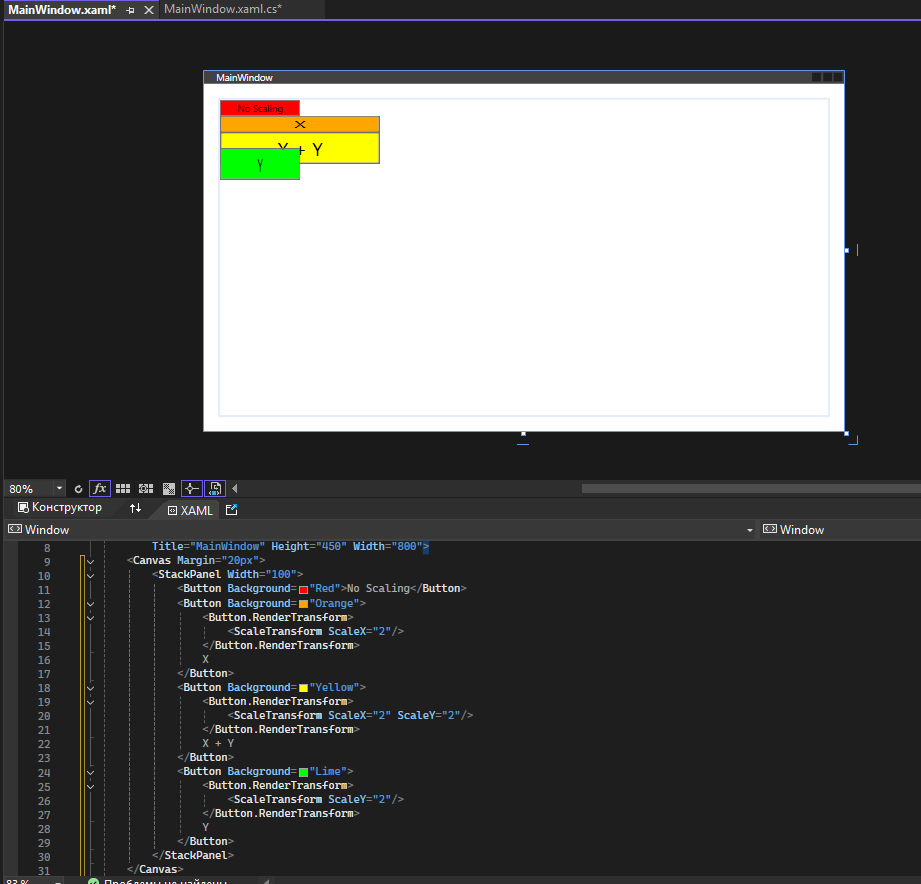 MainWindow.xaml* MainWindow.xaml.cs*
MainWindow
No Scaling
X
X + Y
Y
80% fx
Конструктор XAML
Window Window
8 Title="MainWindow" Height="450" Width="800">
9 <Canvas Margin="20px">
10 <StackPanel Width="100">
11 <Button Background="Red">No Scaling</Button>
12 <Button Background="Orange">
13 <Button.RenderTransform>
14 <ScaleTransform ScaleX="2"/>
15 </Button.RenderTransform>
16 X
17 </Button>
18 <Button Background="Yellow">
19 <Button.RenderTransform>
20 <ScaleTransform ScaleX="2" ScaleY="2"/>
21 </Button.RenderTransform>
22 X + Y
23 </Button>
24 <Button Background="Lime">
25 <Button.RenderTransform>
26 <ScaleTransform ScaleY="2"/>
27 </Button.RenderTransform>
28 Y
29 </Button>
30 </StackPanel>
31 </Canvas>
83 % Проблемы не найдены